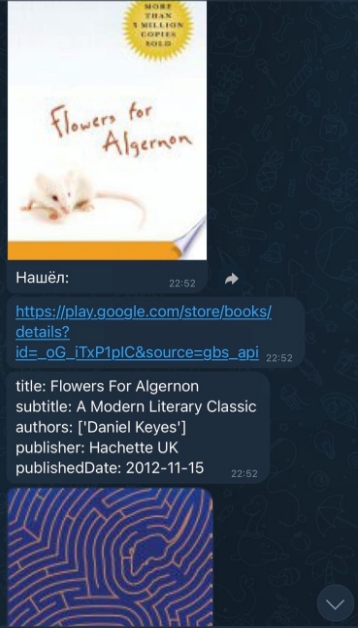 MORE
THAN
5 MILLION
COPIES
SOLD
Flowers for
Algernon
Нашёл:
22:52
https://play.google.com/store/books/
details?
id=_oG_iTxP1pIC&source=gbs_api 22:52
title: Flowers For Algernon
subtitle: A Modern Literary Classic
authors: ['Daniel Keyes']
publisher: Hachette UK
publishedDate: 2012-11-15
22:52